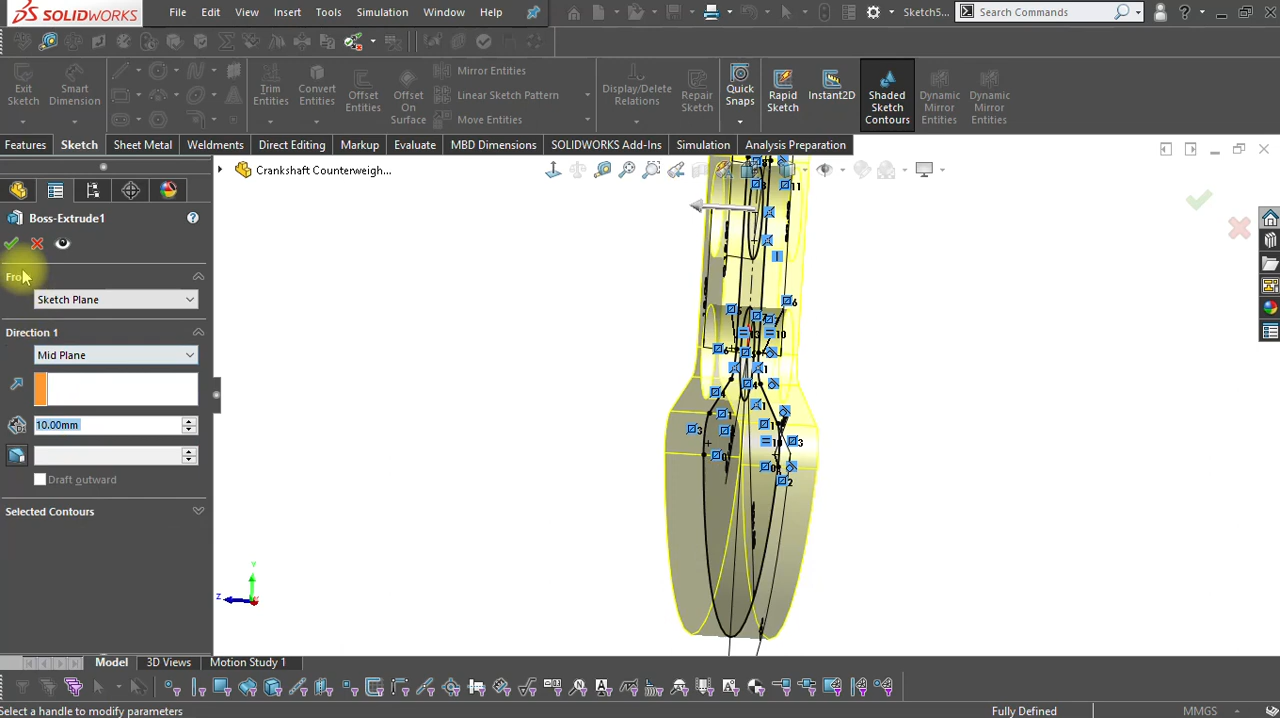 SOLIDWORKS File Edit View Insert Tools Simulation Window Help Sketch5... Search Commands ?
Exit Sketch Smart Dimension Trim Entities Convert Entities Offset Entities Offset On Surface Mirror Entities Linear Sketch Pattern Move Entities Display/Delete Relations Repair Sketch Quick Snaps Rapid Sketch Instant2D Shaded Sketch Contours Dynamic Mirror Entities Dynamic Mirror Entities
Features Sketch Sheet Metal Weldments Direct Editing Markup Evaluate MBD Dimensions SOLIDWORKS Add-Ins Simulation Analysis Preparation
Crankshaft Counterweigh...
Boss-Extrude1
From
Sketch Plane
Direction 1
Mid Plane
10.00mm
Draft outward
Selected Contours
Y
Z
Model 3D Views Motion Study 1
Select a handle to modify parameters Fully Defined MMGS